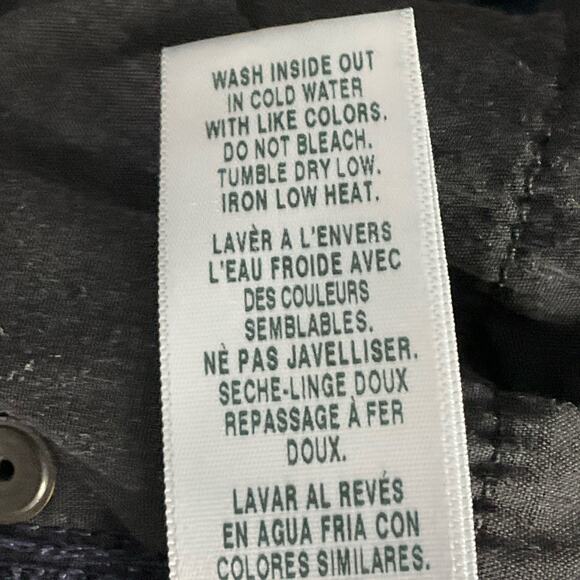 WASH INSIDE OUT
IN COLD WATER
WITH LIKE COLORS.
DO NOT BLEACH.
TUMBLE DRY LOW.
IRON LOW HEAT.
LAVÈR A L'ENVERS
L'EAU FROIDE AVEC
DES COULEURS
SEMBLABLES.
NÈ PAS JAVELLISER.
SECHE-LINGE DOUX
REPASSAGE À FER
DOUX.
LAVAR AL REVÉS
EN AGUA FRIA CON
COLORES SIMILARES.